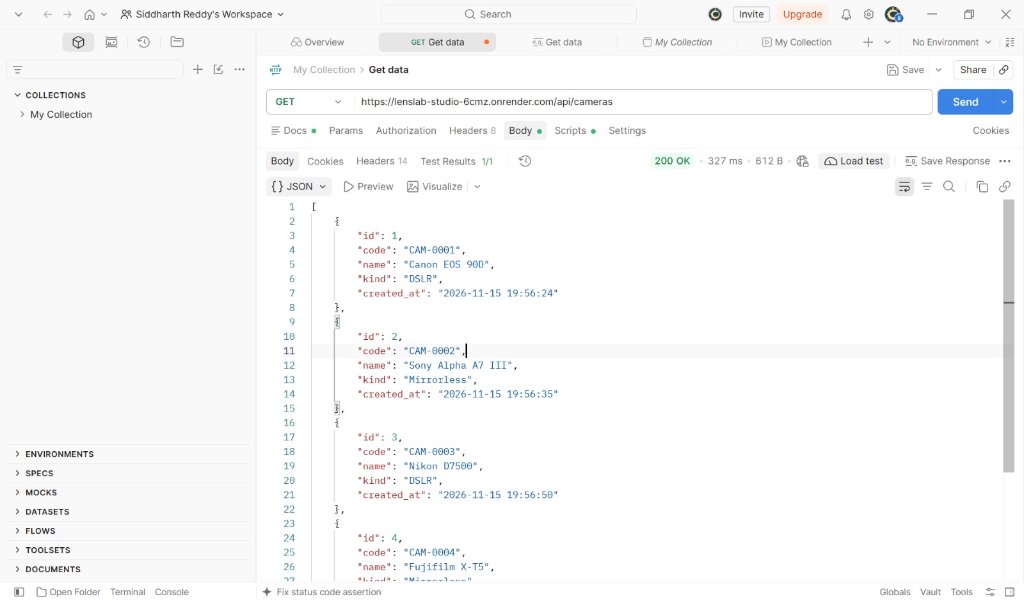 Siddharth Reddy's Workspace Search Invite Upgrade
Overview GET Get data Get data My Collection My Collection No Environment
My Collection > Get data Save Share
COLLECTIONS
My Collection
GET https://lenslab-studio-6cmz.onrender.com/api/cameras Send
Docs Params Authorization Headers 8 Body Scripts Settings Cookies
Body Cookies Headers 14 Test Results 1/1 200 OK • 327 ms • 612 B Load test Save Response
{} JSON Preview Visualize
1 [
2 {
3 "id": 1,
4 "code": "CAM-0001",
5 "name": "Canon EOS 90D",
6 "kind": "DSLR",
7 "created_at": "2026-11-15 19:56:24"
8 },
9 {
10 "id": 2,
11 "code": "CAM-0002",
12 "name": "Sony Alpha A7 III",
13 "kind": "Mirrorless",
14 "created_at": "2026-11-15 19:56:35"
15 },
16 {
17 "id": 3,
18 "code": "CAM-0003",
19 "name": "Nikon D7500",
20 "kind": "DSLR",
21 "created_at": "2026-11-15 19:56:50"
22 },
23 {
24 "id": 4,
25 "code": "CAM-0004",
26 "name": "Fujifilm X-T5",
27 "kind": "Mirrorless",
ENVIRONMENTS
SPECS
MOCKS
DATASETS
FLOWS
TOOLSETS
DOCUMENTS
Open Folder Terminal Console Fix status code assertion Globals Vault Tools